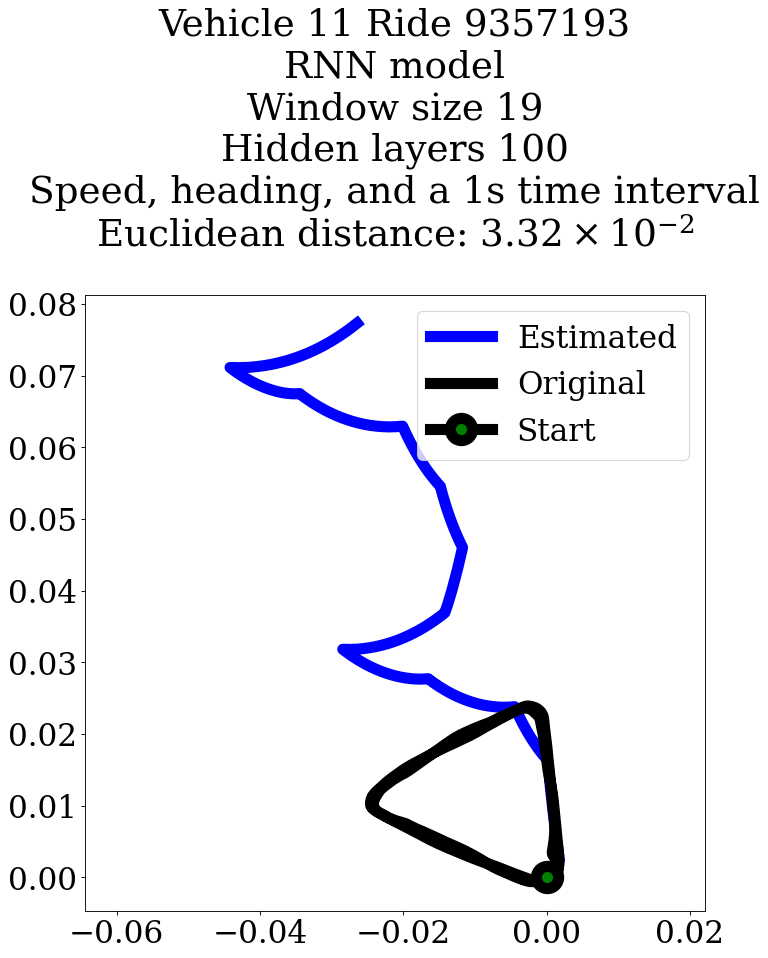 Vehicle 11 Ride 9357193
RNN model
Window size 19
Hidden layers 100
Speed, heading, and a 1s time interval
Euclidean distance: 3.32 × 10⁻²
0.08
0.07
0.06
0.05
0.04
0.03
0.02
0.01
0.00
Estimated
Original
Start
−0.06 −0.04 −0.02 0.00 0.02